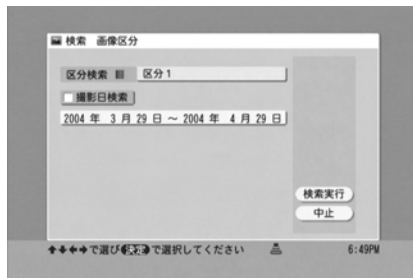 検索 画像区分
区分検索 区分1
撮影日検索
2004 年 3 月 29 日 ～ 2004 年 4 月 29 日
検索実行
中止
で選び決定で選択してください 6:49PM